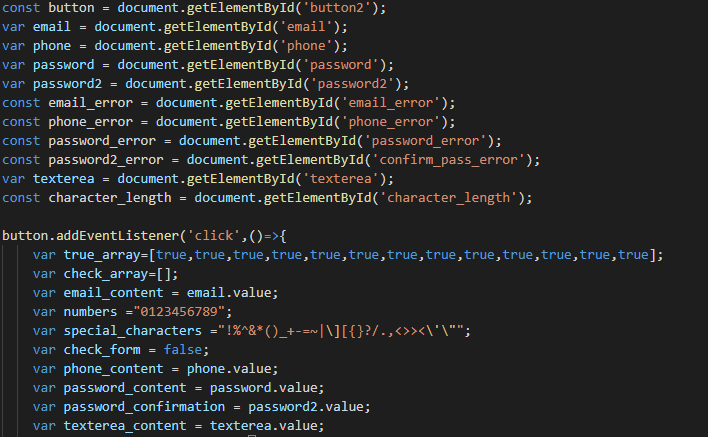 const button = document.getElementById('button2');
var email = document.getElementById('email');
var phone = document.getElementById('phone');
var password = document.getElementById('password');
var password2 = document.getElementById('password2');
const email_error = document.getElementById('email_error');
const phone_error = document.getElementById('phone_error');
const password_error = document.getElementById('password_error');
const password2_error = document.getElementById('confirm_pass_error');
var texterea = document.getElementById('texterea');
const character_length = document.getElementById('character_length');
button.addEventListener('click',()=>{
var true_array=[true,true,true,true,true,true,true,true,true,true,true,true,true];
var check_array=[];
var email_content = email.value;
var numbers ="0123456789";
var special_characters ="!%^&*()_+-=~|\][{}?/.,<>><\'\"";
var check_form = false;
var phone_content = phone.value;
var password_content = password.value;
var password_confirmation = password2.value;
var texterea_content = texterea.value;